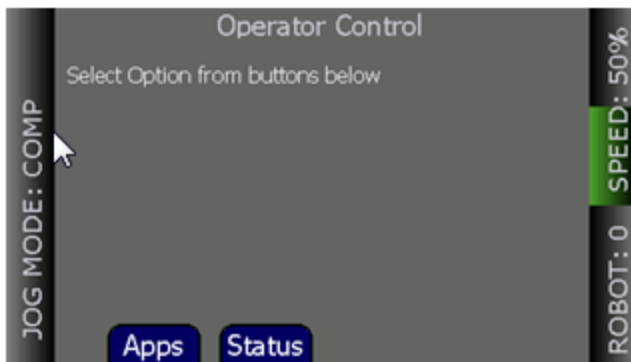 Operator Control
Select Option from buttons below
JOG MODE: COMP
SPEED: 50%
ROBOT: 0
Apps
Status